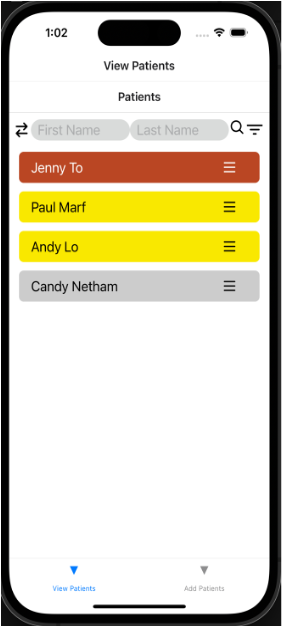 1:02
View Patients
Patients
First Name Last Name
Jenny To
Paul Marf
Andy Lo
Candy Netham
View Patients Add Patients